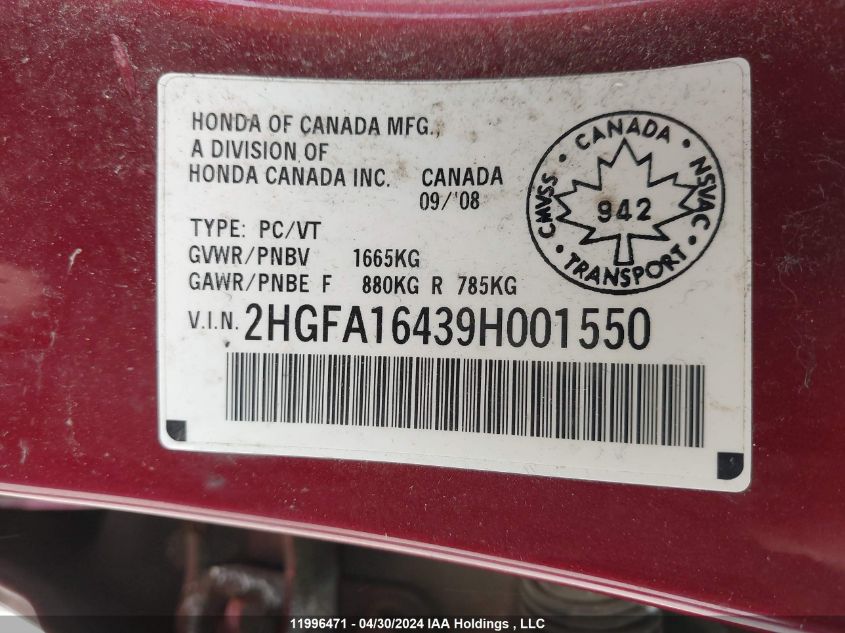 HONDA OF CANADA MFG.,
A DIVISION OF
HONDA CANADA INC. CANADA
09/'08
TYPE: PC/VT
GVWR/PNBV 1665KG
GAWR/PNBE F 880KG R 785KG
V.I.N. 2HGFA16439H001550
CMVSS • CANADA • NSVAC • TRANSPORT •
942
11996471 - 04/30/2024 IAA Holdings , LLC